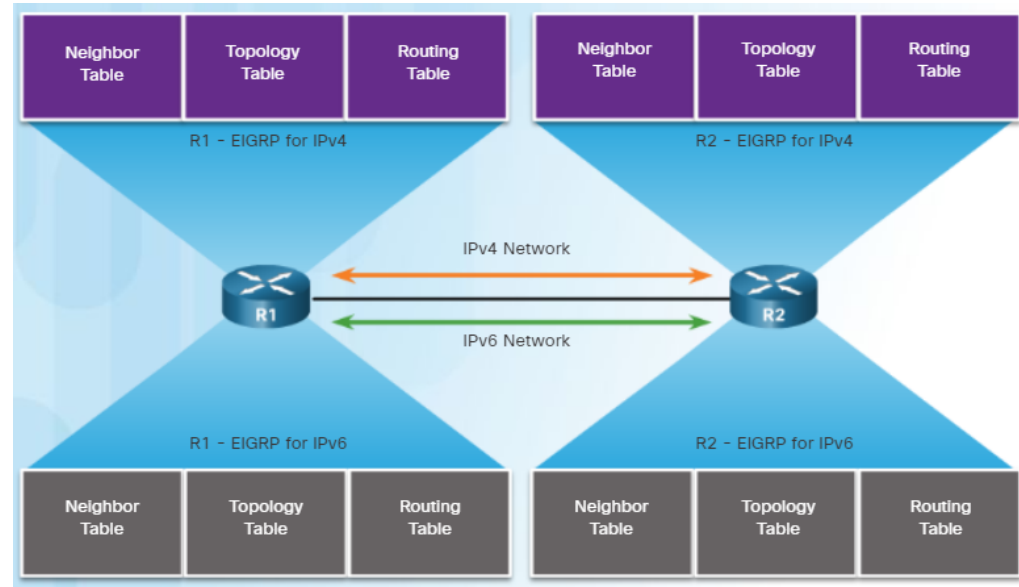 Neighbor
Table
Topology
Table
Routing
Table
Neighbor
Table
Topology
Table
Routing
Table
R1 - EIGRP for IPv4
R2 - EIGRP for IPv4
IPv4 Network
R1
R2
IPv6 Network
R1 - EIGRP for IPv6
R2 - EIGRP for IPv6
Neighbor
Table
Topology
Table
Routing
Table
Neighbor
Table
Topology
Table
Routing
Table